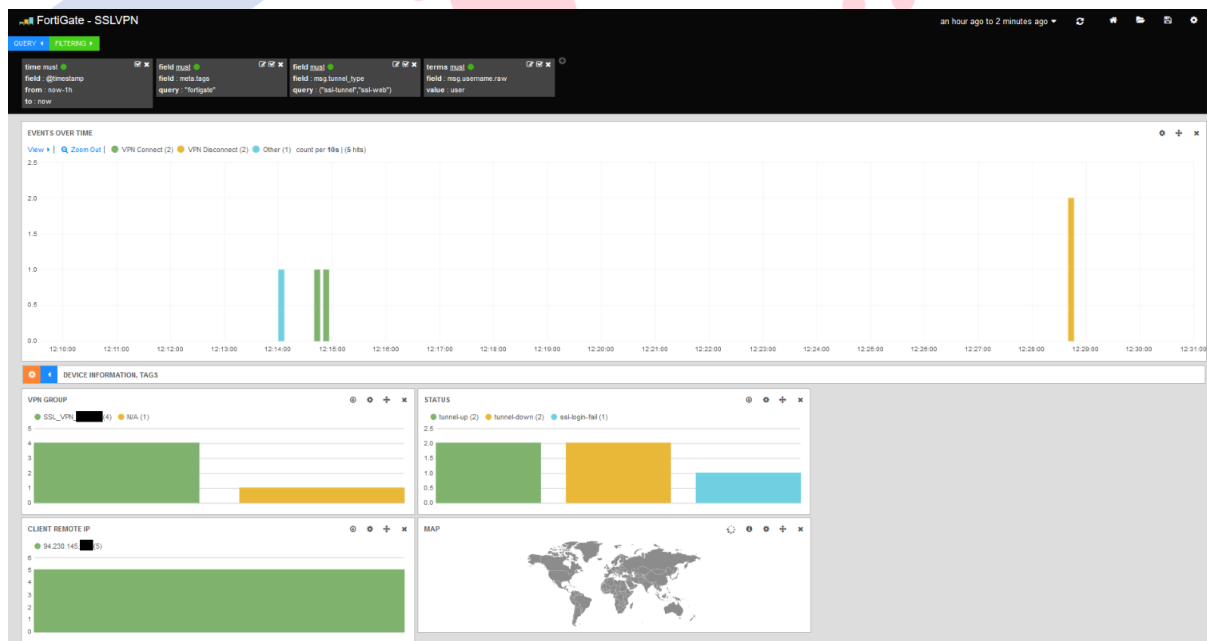 FortiGate - SSLVPN
an hour ago to 2 minutes ago
QUERY FILTERING
time must
field : @timestamp
from : now-1h
to : now
field must
field : meta.tags
query : "fortigate"
field must
field : msg.tunnel_type
query : ("ssl-tunnel","ssl-web")
terms must
field : msg.username.raw
value : user
EVENTS OVER TIME
View | Zoom Out | VPN Connect (2) VPN Disconnect (2) Other (1) count per 10s | (5 hits)
2.5
2.0
1.5
1.0
0.5
0.0
12:10:00 12:11:00 12:12:00 12:13:00 12:14:00 12:15:00 12:16:00 12:17:00 12:18:00 12:19:00 12:20:00 12:21:00 12:22:00 12:23:00 12:24:00 12:25:00 12:26:00 12:27:00 12:28:00 12:29:00 12:30:00 12:31:00
DEVICE INFORMATION, TAGS
VPN GROUP
SSL_VPN_ (4) N/A (1)
5
4
3
2
1
0
STATUS
tunnel-up (2) tunnel-down (2) ssl-login-fail (1)
2.5
2.0
1.5
1.0
0.5
0.0
CLIENT REMOTE IP
94.230.145. (5)
6
5
4
3
2
1
0
MAP